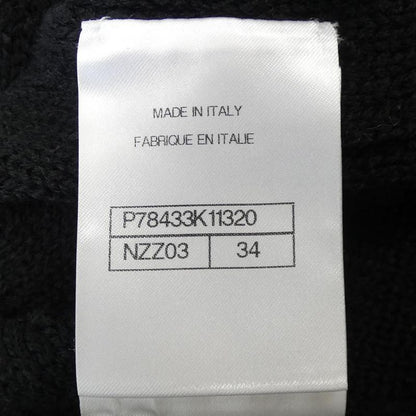 MADE IN ITALY
FABRIQUE EN ITALIE
P78433K11320
NZZ03 34